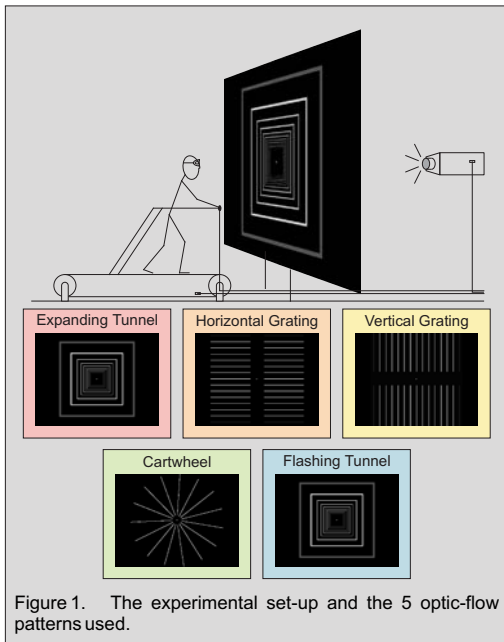 Expanding Tunnel
Horizontal Grating
Vertical Grating
Cartwheel
Flashing Tunnel
Figure 1. The experimental set-up and the 5 optic-flow
patterns used.